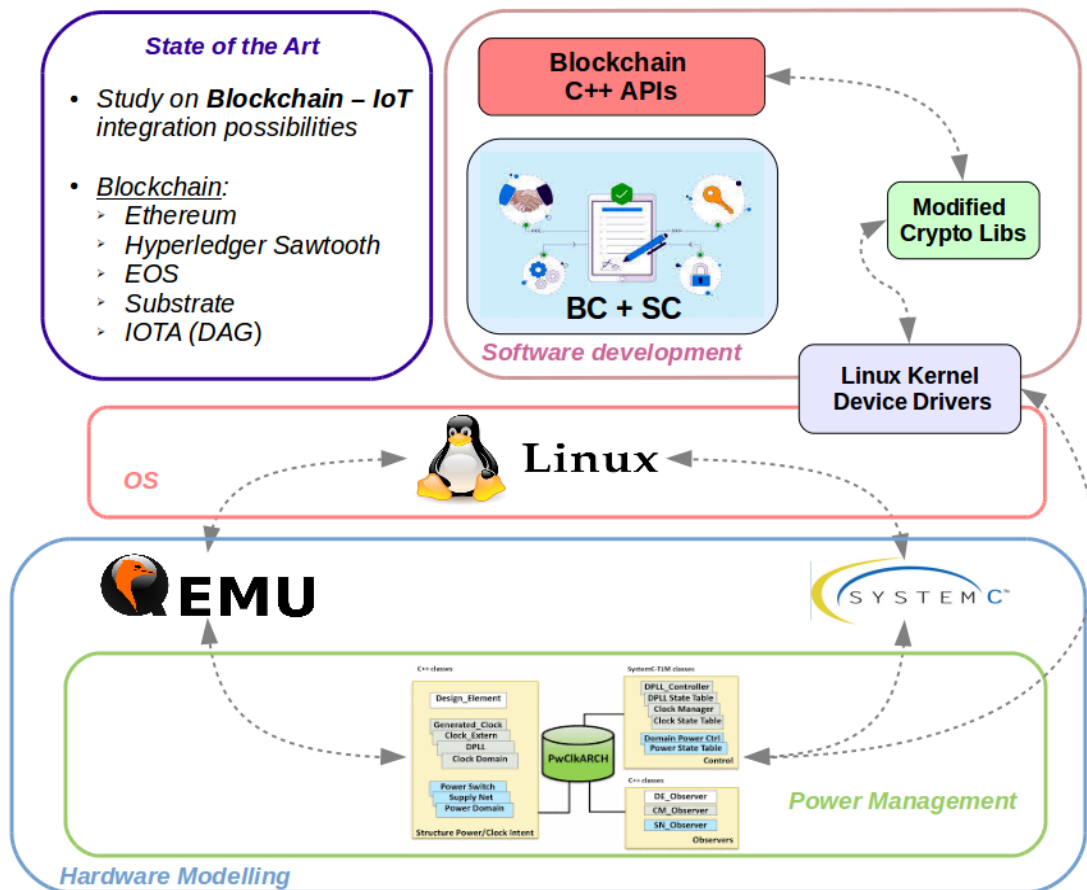 State of the Art
• Study on Blockchain – IoT
integration possibilities
• Blockchain:
➢ Ethereum
➢ Hyperledger Sawtooth
➢ EOS
➢ Substrate
➢ IOTA (DAG)
Blockchain
C++ APIs
Modified
Crypto Libs
BC + SC
Software development
Linux Kernel
Device Drivers
OS
Linux
QEMU
SYSTEM C™
C++ classes
Design_Element
Generated_Clock
Clock_Extern
DPLL
Clock Domain
Power Switch
Supply Net
Power Domain
Structure Power/Clock Intent
PwClkARCH
SystemC-T1M classes
DPLL_Controller
DPLL State Table
Clock Manager
Clock State Table
Domain Power Ctrl
Power State Table
Control
C++ classes
DE_Observer
CM_Observer
SN_Observer
Observers
Power Management
Hardware Modelling